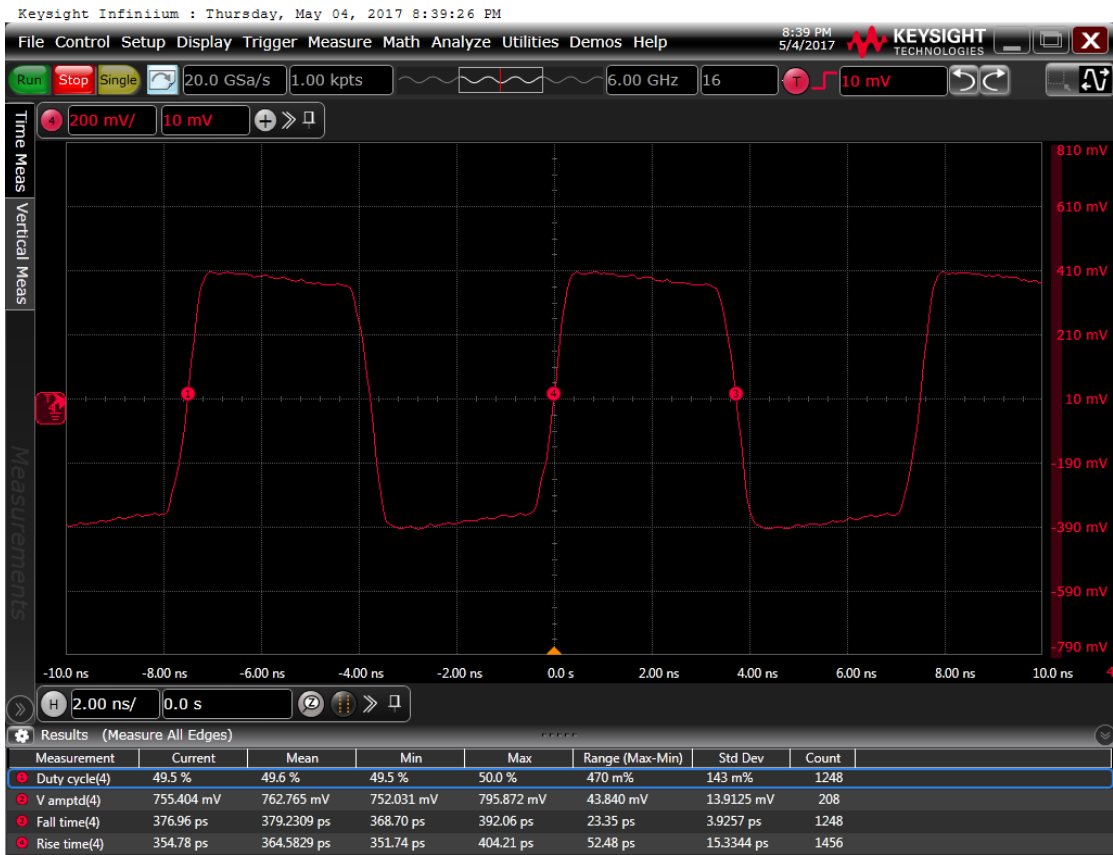 Keysight Infiniium : Thursday, May 04, 2017 8:39:26 PM
File Control Setup Display Trigger Measure Math Analyze Utilities Demos Help 8:39 PM 5/4/2017 KEYSIGHT TECHNOLOGIES X
Run Stop Single 20.0 GSa/s 1.00 kpts 6.00 GHz 16 T 10 mV
4 200 mV/ 10 mV +
Time Meas
Vertical Meas
Measurements
810 mV
610 mV
410 mV
210 mV
1 4 3
T 10 mV
-190 mV
-390 mV
-590 mV
-790 mV
-10.0 ns -8.00 ns -6.00 ns -4.00 ns -2.00 ns 0.0 s 2.00 ns 4.00 ns 6.00 ns 8.00 ns 10.0 ns 4
H 2.00 ns/ 0.0 s Z
Results (Measure All Edges)
Measurement Current Mean Min Max Range (Max-Min) Std Dev Count
1 Duty cycle(4) 49.5 % 49.6 % 49.5 % 50.0 % 470 m% 143 m% 1248
2 V amptd(4) 755.404 mV 762.765 mV 752.031 mV 795.872 mV 43.840 mV 13.9125 mV 208
3 Fall time(4) 376.96 ps 379.2309 ps 368.70 ps 392.06 ps 23.35 ps 3.9257 ps 1248
4 Rise time(4) 354.78 ps 364.5829 ps 351.74 ps 404.21 ps 52.48 ps 15.3344 ps 1456